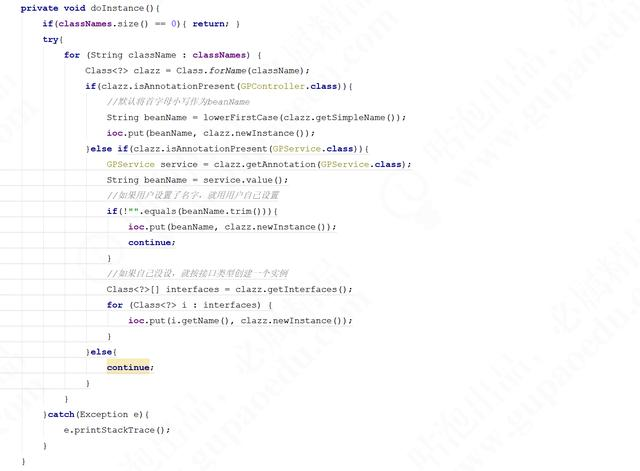 private void doInstance(){
if(classNames.size() == 0){ return; }
try{
for (String className : classNames) {
Class<?> clazz = Class.forName(className);
if(clazz.isAnnotationPresent(GPController.class)){
//默认将首字母小写作为beanName
String beanName = lowerFirstCase(clazz.getSimpleName());
ioc.put(beanName, clazz.newInstance());
}else if(clazz.isAnnotationPresent(GPService.class)){
GPService service = clazz.getAnnotation(GPService.class);
String beanName = service.value();
//如果用户设置了名字，就用用户自己设置
if(!"".equals(beanName.trim())){
ioc.put(beanName, clazz.newInstance());
continue;
}
//如果自己没设，就按接口类型创建一个实例
Class<?>[] interfaces = clazz.getInterfaces();
for (Class<?> i : interfaces) {
ioc.put(i.getName(), clazz.newInstance());
}
}else{
continue;
}
}
}catch(Exception e){
e.printStackTrace();
}
}